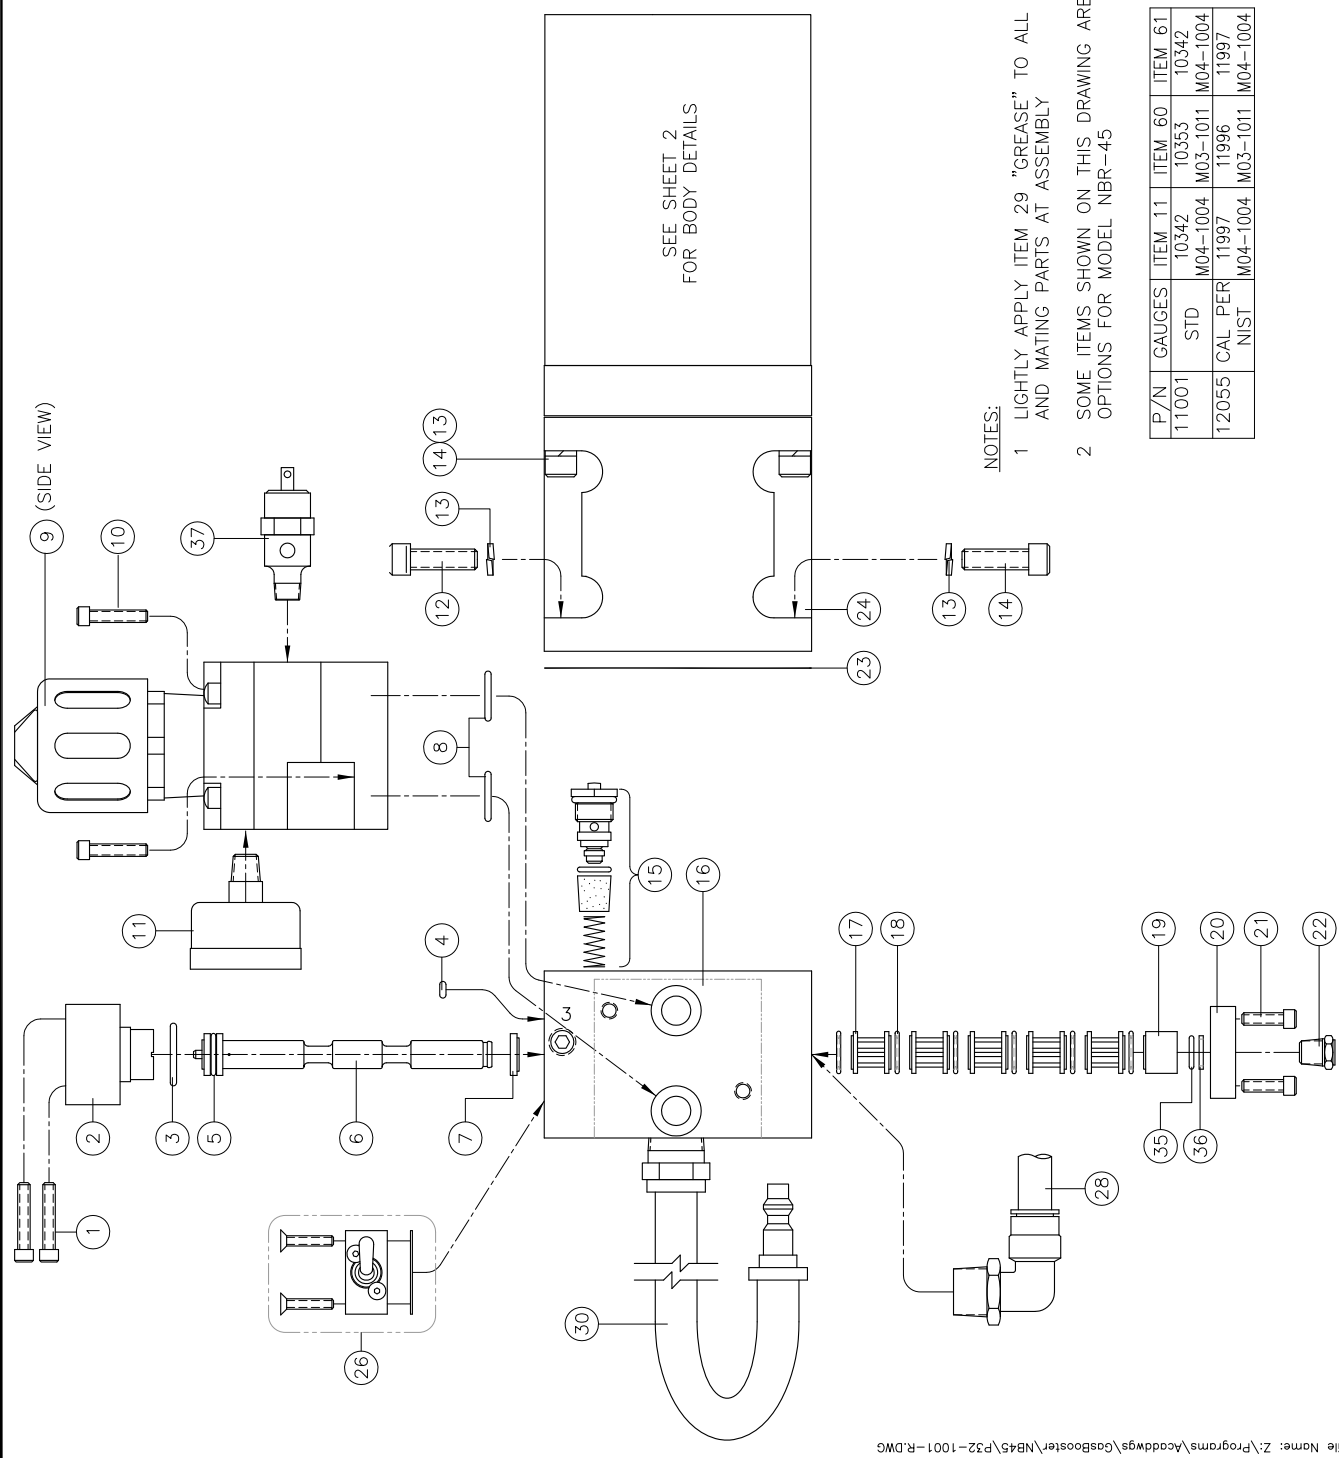 9 (SIDE VIEW)
10
37
11
8
14 13
13
12
24
13
14
23
SEE SHEET 2
FOR BODY DETAILS
4
15
16
3
1
2
3
5
6
7
26
30
17
18
19
20
21
22
35
36
28
NOTES:
1 LIGHTLY APPLY ITEM 29 "GREASE" TO ALL
AND MATING PARTS AT ASSEMBLY
2 SOME ITEMS SHOWN ON THIS DRAWING ARE
OPTIONS FOR MODEL NBR-45
P/N GAUGES ITEM 11 ITEM 60 ITEM 61
11001 STD 10342 10353 10342
M04-1004 M03-1011 M04-1004
12055 CAL PER 11997 11996 11997
NIST M04-1004 M03-1011 M04-1004
ile Name: Z:\Programs\Acaddwgs\GasBooster\NB45\P32-1001-R.DWG